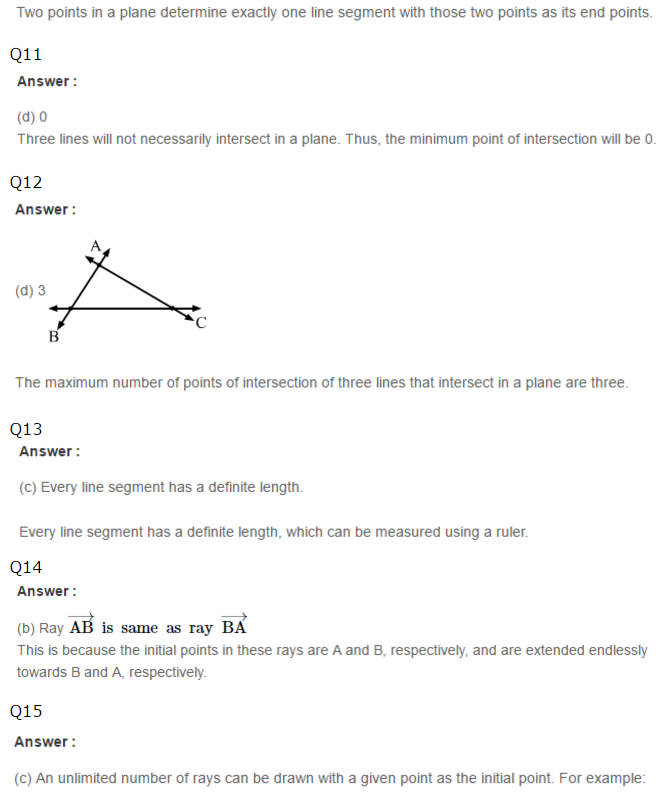 Two points in a plane determine exactly one line segment with those two points as its end points.
Q11
Answer :
(d) 0
Three lines will not necessarily intersect in a plane. Thus, the minimum point of intersection will be 0.
Q12
Answer :
A
(d) 3
C
B
The maximum number of points of intersection of three lines that intersect in a plane are three.
Q13
Answer :
(c) Every line segment has a definite length.
Every line segment has a definite length, which can be measured using a ruler.
Q14
Answer :
(b) Ray \overrightarrow{AB} is same as ray \overrightarrow{BA}
This is because the initial points in these rays are A and B, respectively, and are extended endlessly
towards B and A, respectively.
Q15
Answer :
(c) An unlimited number of rays can be drawn with a given point as the initial point. For example: